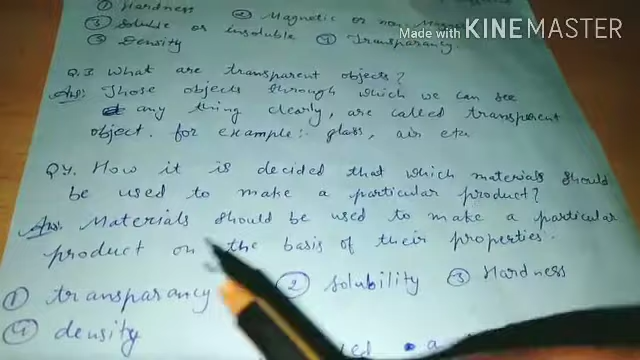 ① Hardness ② Magnetic or non
③ Soluble or insoluble ④ Transparancy.
⑤ Density
Made with KINEMASTER
Q.3. What are transparent objects?
Ans:- Those objects through which we can see
any thing clearly, are called transparent
object. for example:- glass, air etc.
Q4. How it is decided that which materials should
be used to make a particular product?
Ans:- Materials should be used to make a particular
product on the basis of their properties.
① transparancy ② Solubility ③ Hardness
④ density